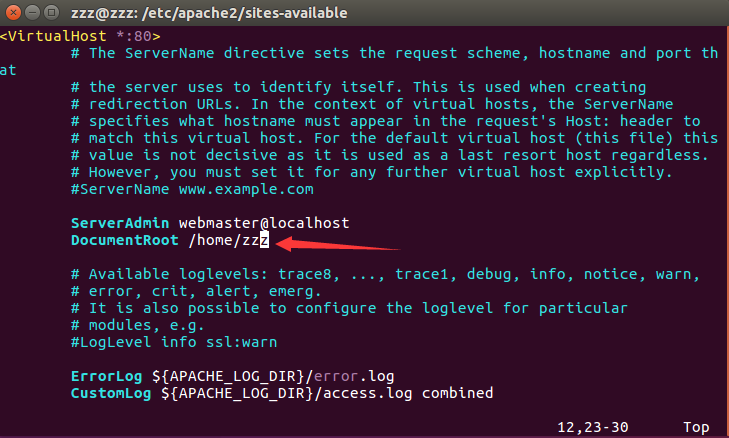 zzz@zzz: /etc/apache2/sites-available
<VirtualHost *:80>
# The ServerName directive sets the request scheme, hostname and port th
at
# the server uses to identify itself. This is used when creating
# redirection URLs. In the context of virtual hosts, the ServerName
# specifies what hostname must appear in the request's Host: header to
# match this virtual host. For the default virtual host (this file) this
# value is not decisive as it is used as a last resort host regardless.
# However, you must set it for any further virtual host explicitly.
#ServerName www.example.com
ServerAdmin webmaster@localhost
DocumentRoot /home/zzz
# Available loglevels: trace8, ..., trace1, debug, info, notice, warn,
# error, crit, alert, emerg.
# It is also possible to configure the loglevel for particular
# modules, e.g.
#LogLevel info ssl:warn
ErrorLog ${APACHE_LOG_DIR}/error.log
CustomLog ${APACHE_LOG_DIR}/access.log combined
12,23-30 Top